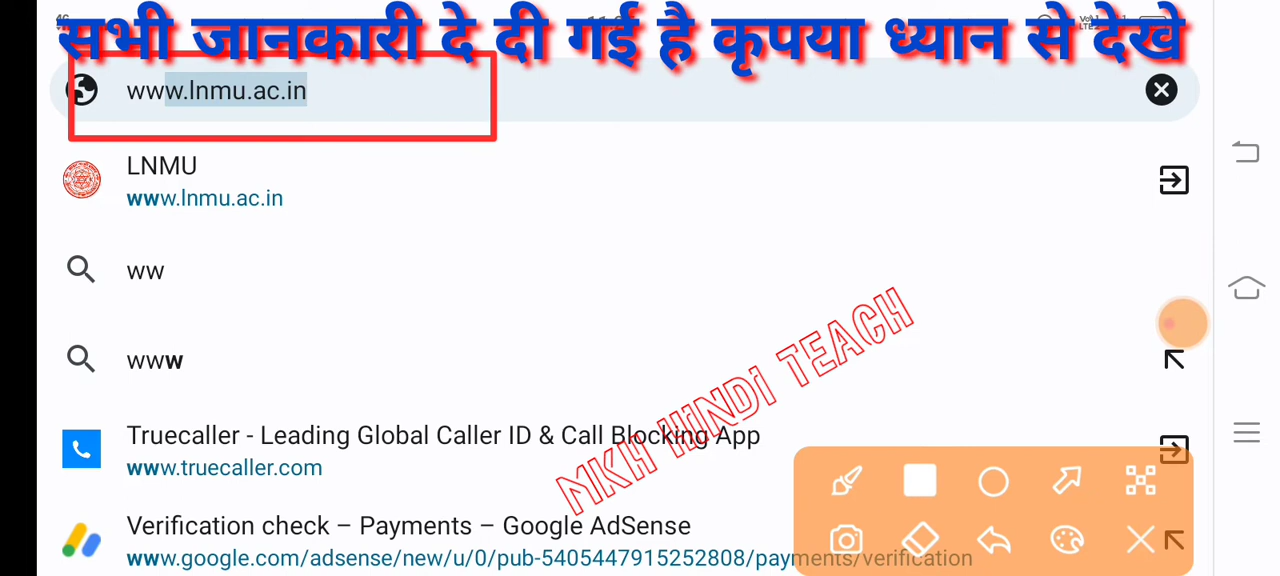 सभी जानकारी दे दी गई है कृपया ध्यान से देखे
www.lnmu.ac.in
LNMU
www.lnmu.ac.in
ww
www
Truecaller - Leading Global Caller ID & Call Blocking App
www.truecaller.com
MKH HINDi TEACH
Verification check – Payments – Google AdSense
www.google.com/adsense/new/u/0/pub-5405447915252808/payments/verification